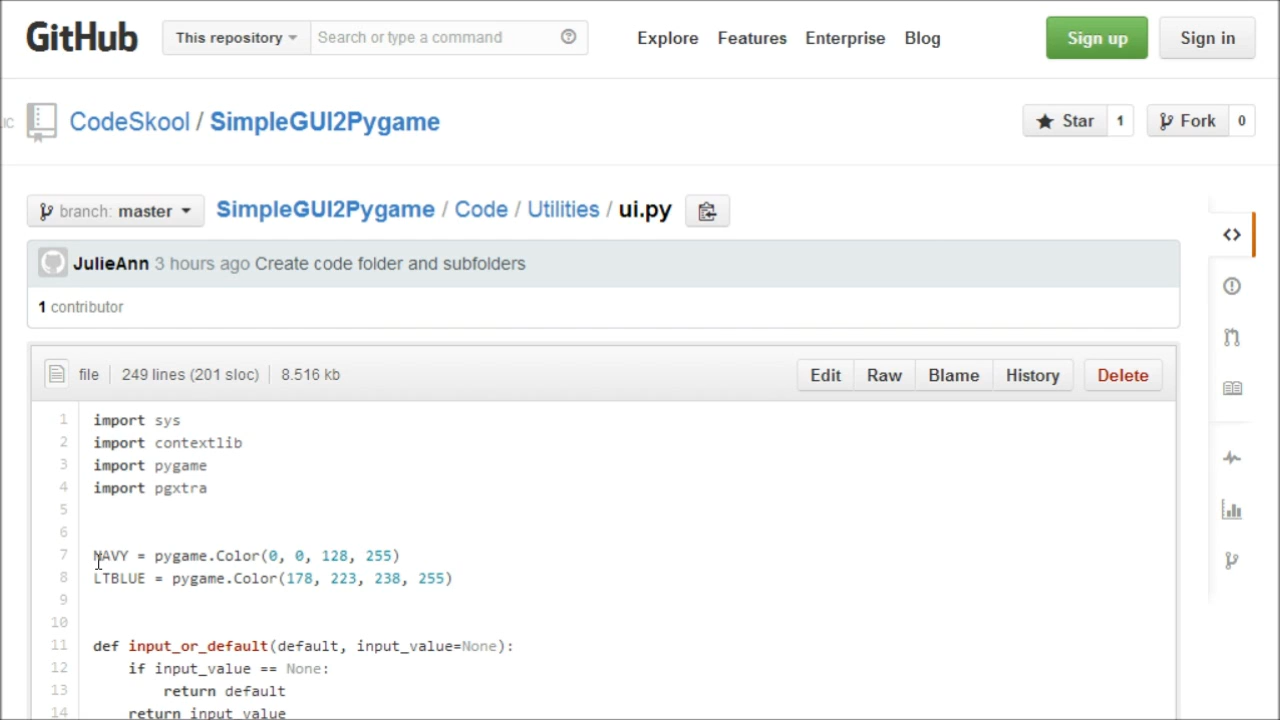 GitHub This repository Search or type a command Explore Features Enterprise Blog Sign up Sign in
CodeSkool / SimpleGUI2Pygame Star 1 Fork 0
branch: master SimpleGUI2Pygame / Code / Utilities / ui.py
JulieAnn 3 hours ago Create code folder and subfolders
1 contributor
file 249 lines (201 sloc) 8.516 kb Edit Raw Blame History Delete
1 import sys
2 import contextlib
3 import pygame
4 import pgxtra
5
6
7 NAVY = pygame.Color(0, 0, 128, 255)
8 LTBLUE = pygame.Color(178, 223, 238, 255)
9
10
11 def input_or_default(default, input_value=None):
12 if input_value == None:
13 return default
14 return input_value